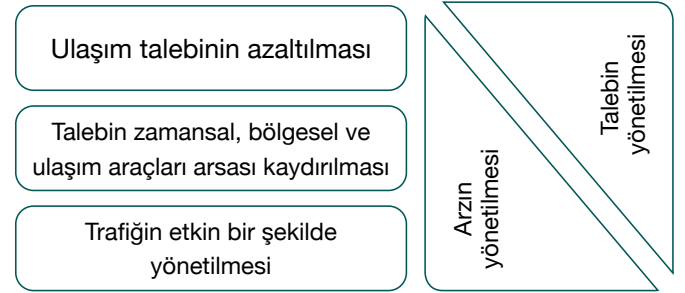 Ulaşım talebinin azaltılması
Talebin zamansal, bölgesel ve
ulaşım araçları arsası kaydırılması
Trafiğin etkin bir şekilde
yönetilmesi
Arzın
yönetilmesi
Talebin
yönetilmesi